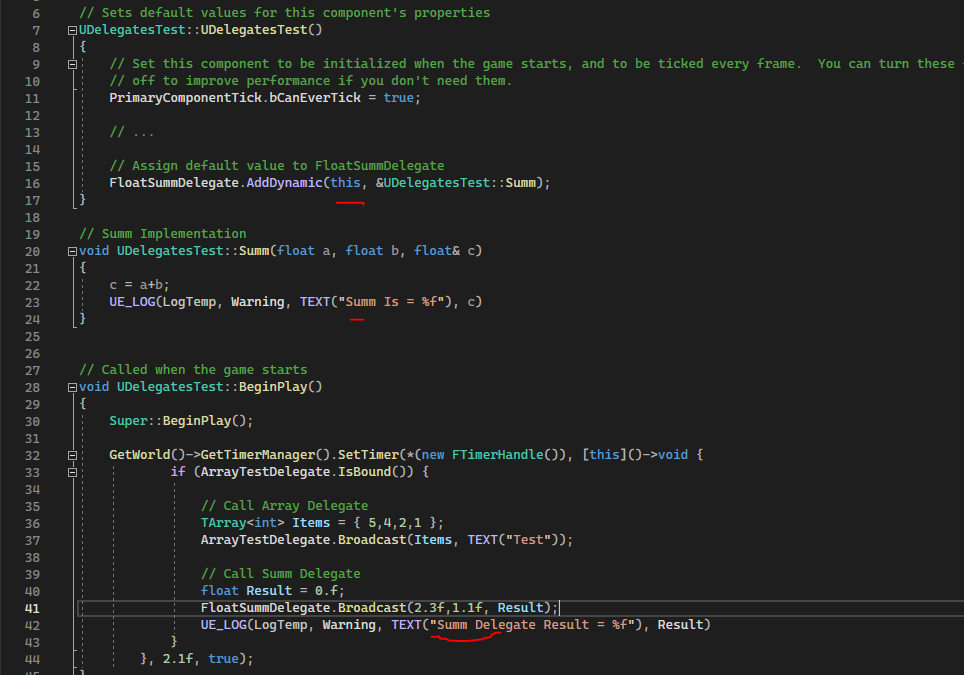 6 // Sets default values for this component's properties
7 UDelegatesTest::UDelegatesTest()
8 {
9 // Set this component to be initialized when the game starts, and to be ticked every frame.  You can turn these
10 // off to improve performance if you don't need them.
11 PrimaryComponentTick.bCanEverTick = true;
12
13 // ...
14
15 // Assign default value to FloatSummDelegate
16 FloatSummDelegate.AddDynamic(this, &UDelegatesTest::Summ);
17 }
18
19 // Summ Implementation
20 void UDelegatesTest::Summ(float a, float b, float& c)
21 {
22 c = a+b;
23 UE_LOG(LogTemp, Warning, TEXT("Summ Is = %f"), c)
24 }
25
26
27 // Called when the game starts
28 void UDelegatesTest::BeginPlay()
29 {
30 Super::BeginPlay();
31
32 GetWorld()->GetTimerManager().SetTimer(*(new FTimerHandle()), [this]()->void {
33 if (ArrayTestDelegate.IsBound()) {
34
35 // Call Array Delegate
36 TArray<int> Items = { 5,4,2,1 };
37 ArrayTestDelegate.Broadcast(Items, TEXT("Test"));
38
39 // Call Summ Delegate
40 float Result = 0.f;
41 FloatSummDelegate.Broadcast(2.3f,1.1f, Result);
42 UE_LOG(LogTemp, Warning, TEXT("Summ Delegate Result = %f"), Result)
43 }
44 }, 2.1f, true);